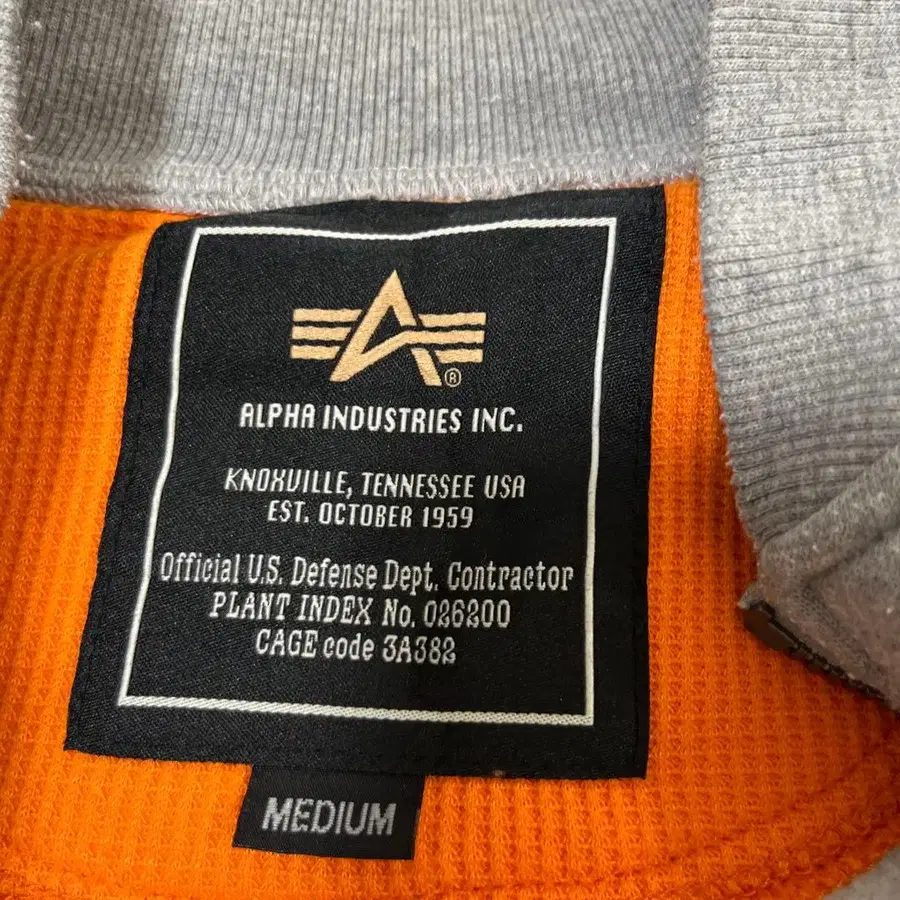 ®
ALPHA INDUSTRIES INC.
KNOXVILLE, TENNESSEE USA
EST. OCTOBER 1959
Official U.S. Defense Dept. Contractor
PLANT INDEX No. 026200
CAGE code 3A382
MEDIUM